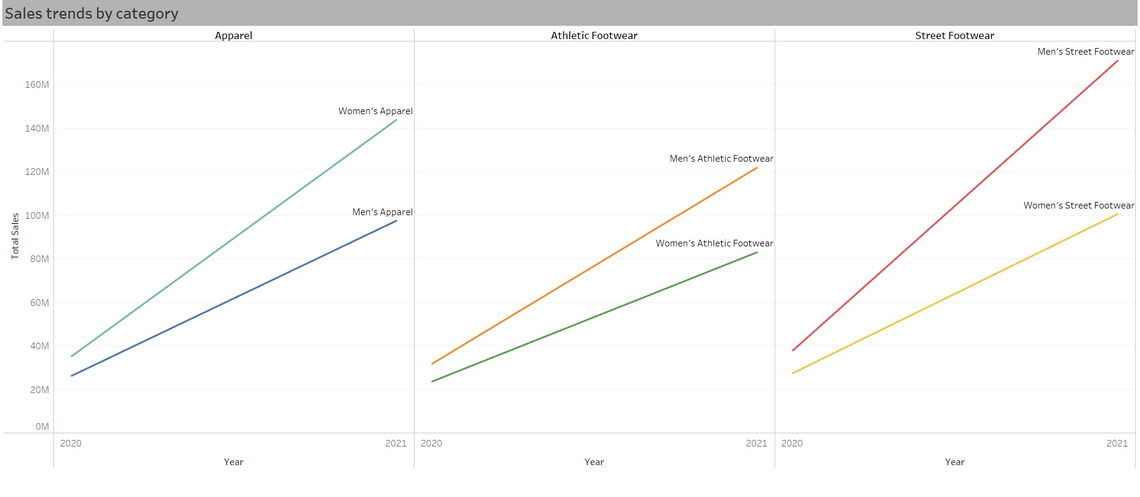 Sales trends by category
Apparel
Athletic Footwear
Street Footwear
Total Sales
160M
140M
120M
100M
80M
60M
40M
20M
0M
Women's Apparel
Men's Apparel
Men's Athletic Footwear
Women's Athletic Footwear
Men's Street Footwear
Women's Street Footwear
2020 2021 2020 2021 2020 2021
Year Year Year